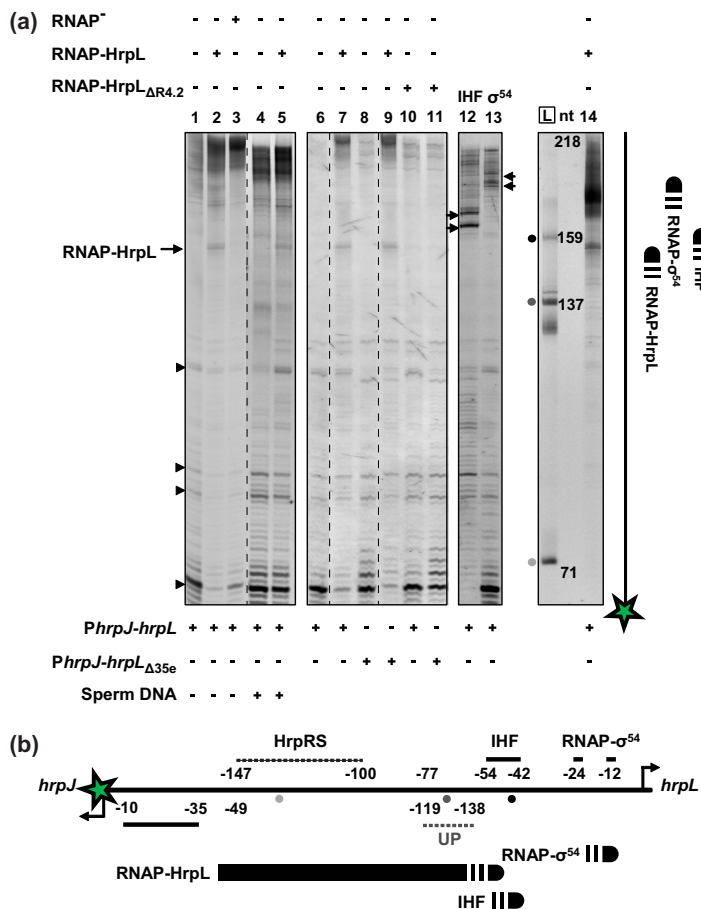 (a) RNAP- - - + - - - - - - - - -
RNAP-HrpL - + - - + - + - + - - +
RNAP-HrpLΔR4.2 - - - - - - - - - + + -
IHF σ54
1 2 3 4 5 6 7 8 9 10 11 12 13 L nt 14
218
RNAP-HrpL
159
137
71
RNAP-HrpL
RNAP-σ54
IHF
PhrpJ-hrpL + + + + + + + - - + - + + +
PhrpJ-hrpLΔ35e - - - - - - - + + - + - - -
Sperm DNA - - - + +
(b)
HrpRS IHF RNAP-σ54
-147 -100 -77 -54 -42 -24 -12
hrpJ hrpL
-10 -35 -49 -119 -138
UP
RNAP-σ54
RNAP-HrpL
IHF